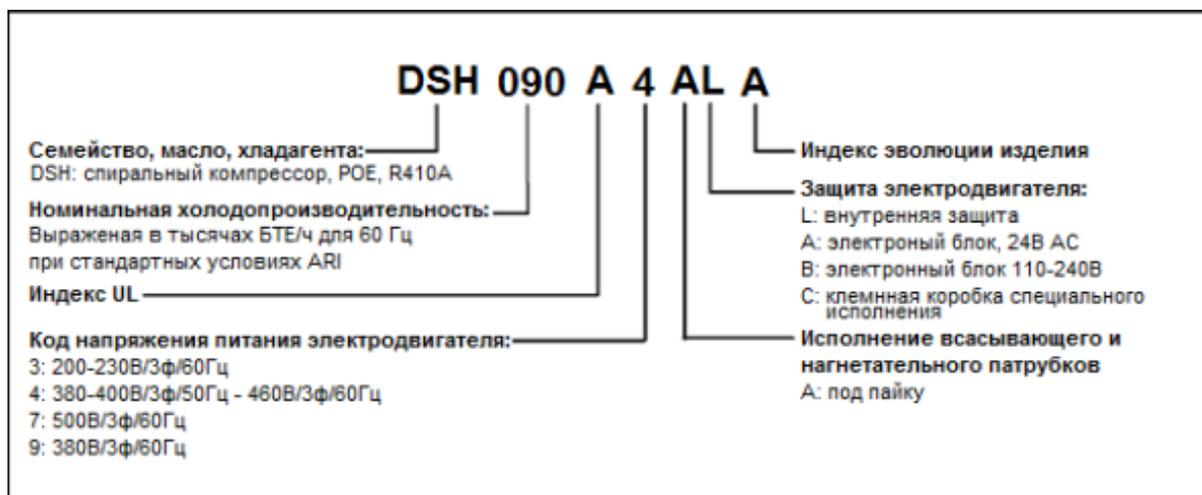 DSH 090 A 4 AL A
Семейство, масло, хладагента:
DSH: спиральный компрессор, POE, R410A
Номинальная холодопроизводительность:
Выраженая в тысячах БТЕ/ч для 60 Гц
при стандартных условиях ARI
Индекс UL
Код напряжения питания электродвигателя:
3: 200-230В/3ф/60Гц
4: 380-400В/3ф/50Гц - 460В/3ф/60Гц
7: 500В/3ф/60Гц
9: 380В/3ф/60Гц
Индекс эволюции изделия
Защита электродвигателя:
L: внутренняя защита
A: электроный блок, 24В AC
B: электронный блок 110-240В
C: клемнная коробка специального
исполнения
Исполнение всасывающего и
нагнетательного патрубков
A: под пайку